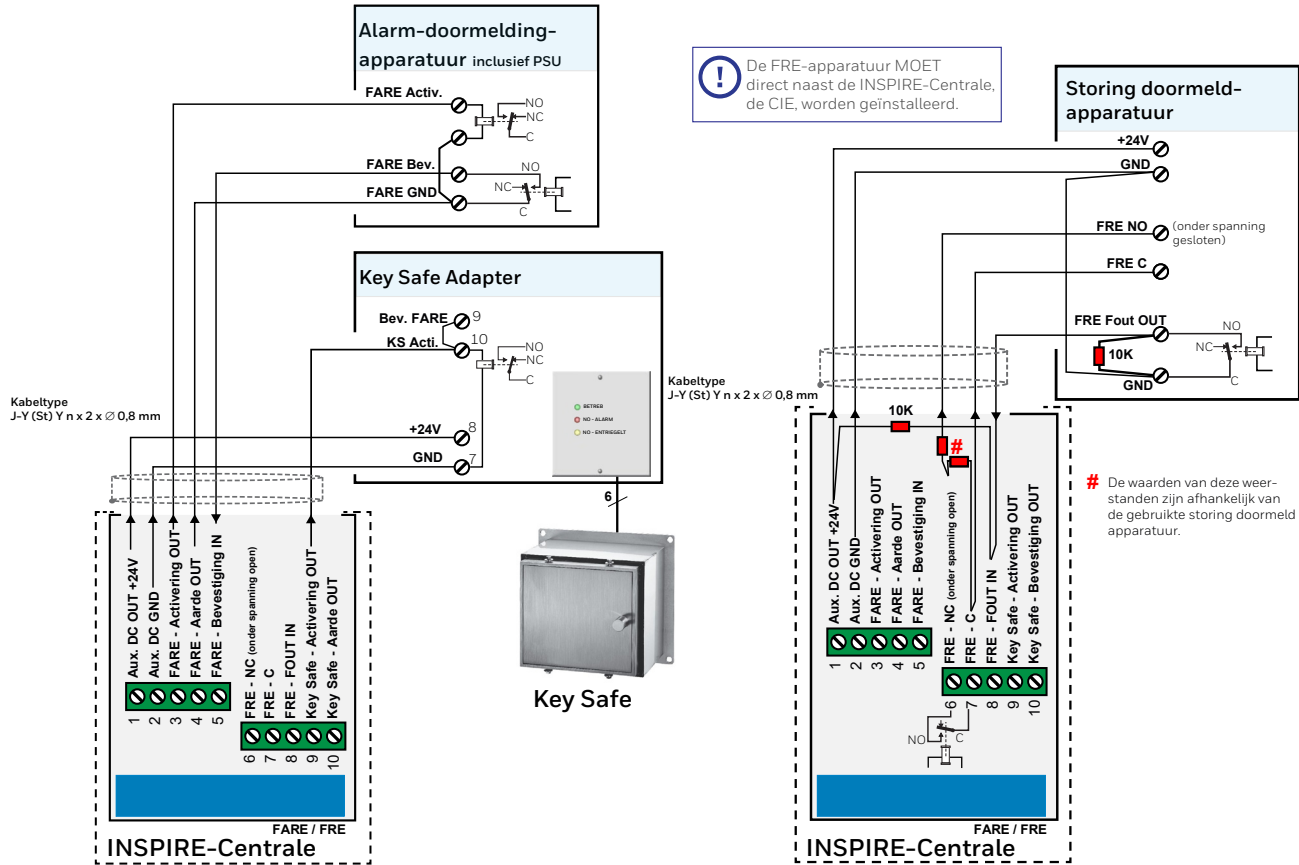 Alarm-doormelding-
apparatuur inclusief PSU
FARE Activ.
NO
NC
C
FARE Bev.
NO
FARE GND
NC
C
Key Safe Adapter
Bev. FARE
9
KS Acti.
10
NO
NC
C
BETRIEB
NO - ALARM
NO - ENTRIEGELT
+24V
8
GND
7
6
Key Safe
Kabeltype
J-Y (St) Y n x 2 x ∅ 0,8 mm
Aux. DC OUT +24V
Aux. DC GND
FARE - Activering OUT
FARE - Aarde OUT
FARE - Bevestiging IN
FRE - NC (onder spanning open)
FRE - C
FRE - FOUT IN
Key Safe - Activering OUT
Key Safe - Aarde OUT
1
2
3
4
5
6
7
8
9
10
FARE / FRE
INSPIRE-Centrale
!
De FRE-apparatuur MOET
direct naast de INSPIRE-Centrale,
de CIE, worden geïnstalleerd.
Storing doormeld-
apparatuur
+24V
GND
FRE NO
(onder spanning
gesloten)
FRE C
FRE Fout OUT
NO
NC
10K
GND
C
Kabeltype
J-Y (St) Y n x 2 x ∅ 0,8 mm
10K
#
# De waarden van deze weer-
standen zijn afhankelijk van
de gebruikte storing doormeld
apparatuur.
Aux. DC OUT +24V
Aux. DC GND
FARE - Activering OUT
FARE - Aarde OUT
FARE - Bevestiging IN
FRE - NC (onder spanning open)
FRE - C
FRE - FOUT IN
Key Safe - Activering OUT
Key Safe - Bevestiging OUT
1
2
3
4
5
6
7
8
9
10
NO
C
FARE / FRE
INSPIRE-Centrale